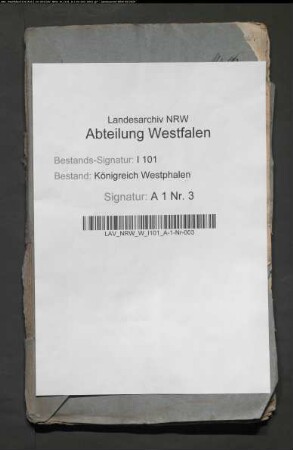 Landesarchiv NRW
Abteilung Westfalen
Bestands-Signatur: I 101
Bestand: Königreich Westphalen
Signatur: A 1 Nr. 3
LAV_NRW_W_I101_A-1-Nr-003